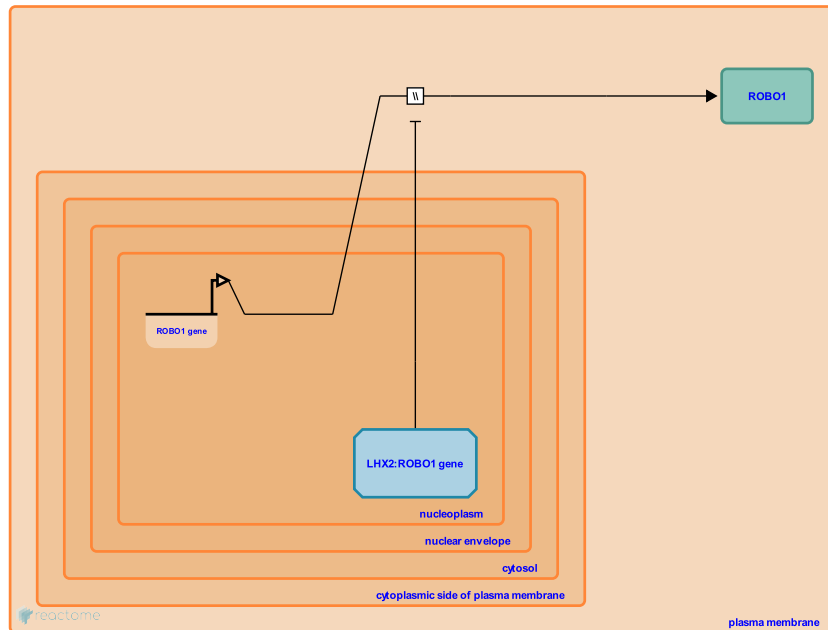 \\
ROBO1
ROBO1 gene
LHX2:ROBO1 gene
nucleoplasm
nuclear envelope
cytosol
cytoplasmic side of plasma membrane
reactome
plasma membrane